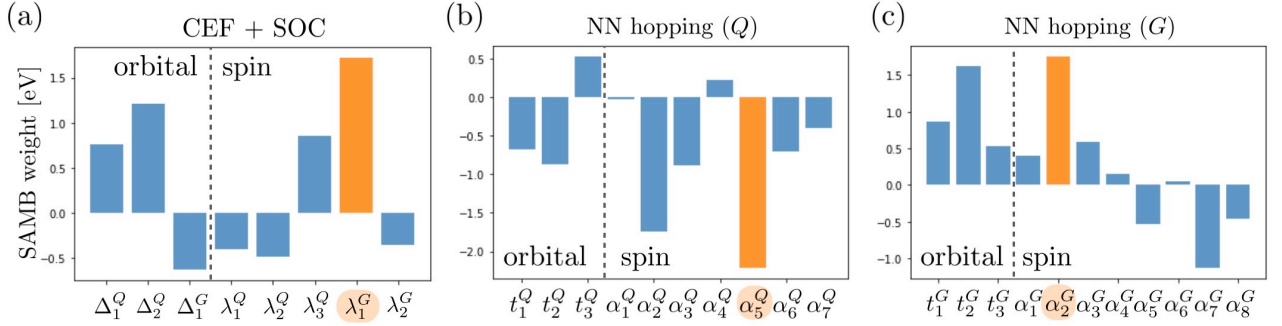 (a)
CEF + SOC
SAMB weight [eV]
orbital spin
1.5
1.0
0.5
0.0
−0.5
Δ₁^Q Δ₂^Q Δ₁^G λ₁^Q λ₂^Q λ₃^Q λ₁^G λ₂^G
(b)
NN hopping (Q)
0.5
0.0
−0.5
−1.0
−1.5
−2.0
orbital spin
t₁^Q t₂^Q t₃^Q α₁^Q α₂^Q α₃^Q α₄^Q α₅^Q α₆^Q α₇^Q
(c)
NN hopping (G)
1.5
1.0
0.5
0.0
−0.5
−1.0
orbital spin
t₁^G t₂^G t₃^G α₁^G α₂^G α₃^G α₄^G α₅^G α₆^G α₇^G α₈^G